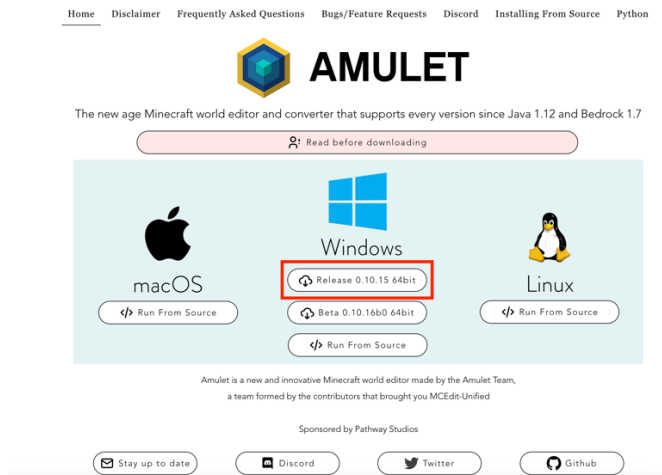 Home Disclaimer Frequently Asked Questions Bugs/Feature Requests Discord Installing From Source Python
AMULET
The new age Minecraft world editor and converter that supports every version since Java 1.12 and Bedrock 1.7
Read before downloading
macOS
Run From Source
Windows
Release 0.10.15 64bit
Beta 0.10.16b0 64bit
Run From Source
Linux
Run From Source
Amulet is a new and innovative Minecraft world editor made by the Amulet Team,
a team formed by the contributors that brought you MCEdit-Unified
Sponsored by Pathway Studios
Stay up to date Discord Twitter Github